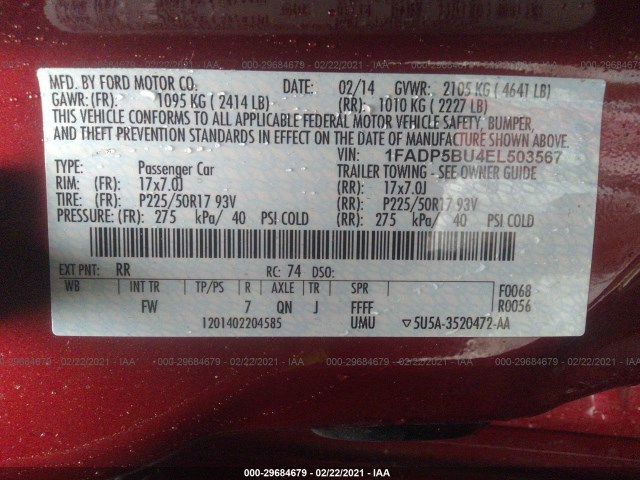 MFD. BY FORD MOTOR CO. DATE: 02/14 GVWR: 2105 KG ( 4641 LB)
GAWR: (FR): 1095 KG ( 2414 LB) (RR): 1010 KG ( 2227 LB)
THIS VEHICLE CONFORMS TO ALL APPLICABLE FEDERAL MOTOR VEHICLE SAFETY, BUMPER,
AND THEFT PREVENTION STANDARDS IN EFFECT ON THE DATE OF MANUFACTURE SHOWN ABOVE.
VIN: 1FADP5BU4EL503567
TYPE: Passenger Car TRAILER TOWING - SEE OWNER GUIDE
RIM: (FR): 17x7.0J (RR): 17x7.0J
TIRE: (FR): P225/50R17 93V (RR): P225/50R17 93V
PRESSURE: (FR): 275 kPa/ 40 PSI COLD (RR): 275 kPa/ 40 PSI COLD
EXT PNT: RR RC: 74 DSO:
WB INT TR TP/PS R AXLE TR SPR F0068
FW 7 QN J FFFF R0056
1201402204585 UMU ▽5U5A-3520472-AA
000-29684679 - 02/22/2021 - IAA